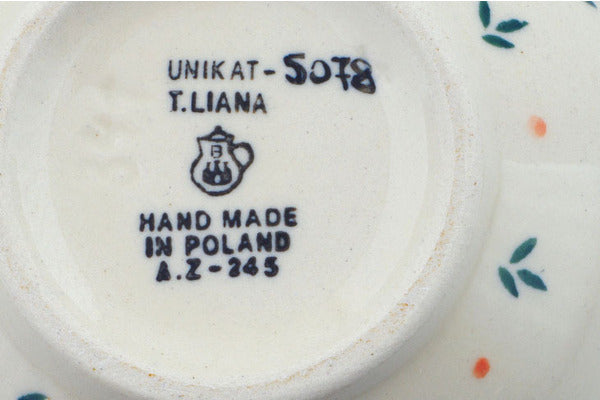 UNIKAT-5078
T.LIANA
B
HAND MADE
IN POLAND
A.Z-245